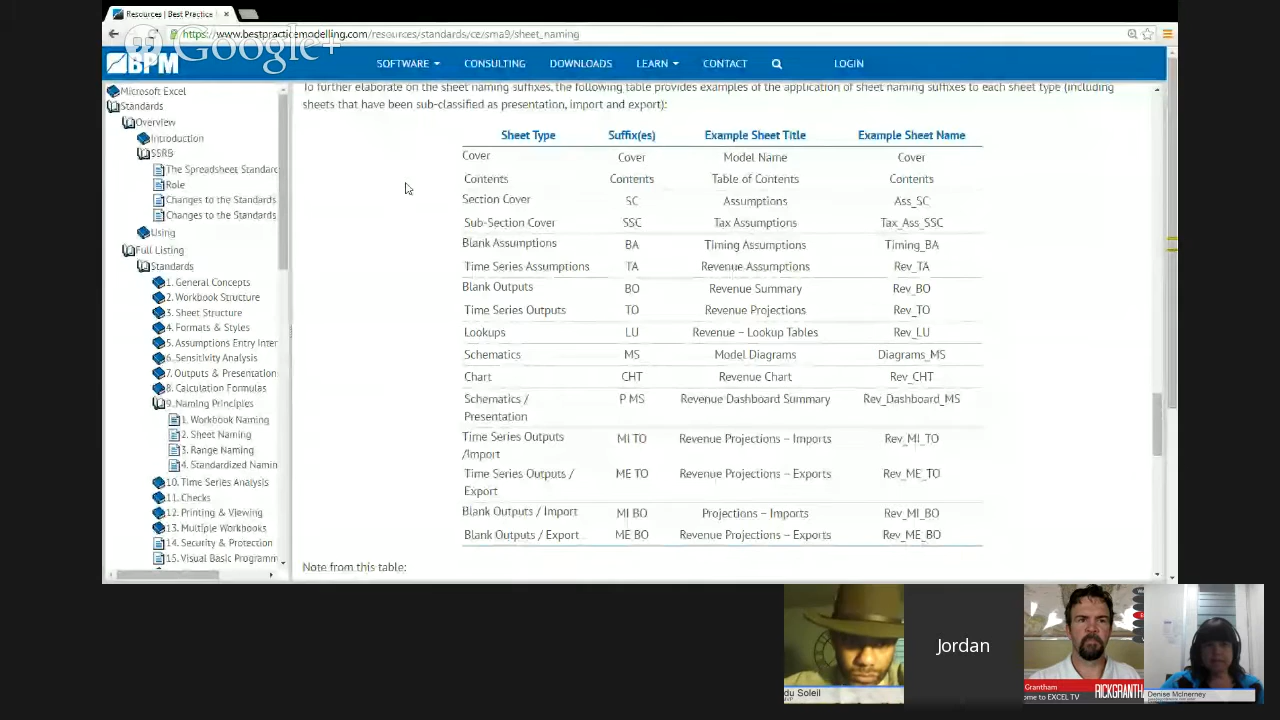 Resources | Best Practice
Google+
https://www.bestpracticemodelling.com/resources/standards/ce/sma9/sheet_naming
BPM
SOFTWARE CONSULTING DOWNLOADS LEARN CONTACT LOGIN
Microsoft Excel
Standards
Overview
Introduction
SSRB
The Spreadsheet Standard
Role
Changes to the Standards
Changes to the Standards
Using
Full Listing
Standards
1. General Concepts
2. Workbook Structure
3. Sheet Structure
4. Formats & Styles
5. Assumptions Entry Inter
6. Sensitivity Analysis
7. Outputs & Presentation
8. Calculation Formulas
9. Naming Principles
1. Workbook Naming
2. Sheet Naming
3. Range Naming
4. Standardized Namin
10. Time Series Analysis
11. Checks
12. Printing & Viewing
13. Multiple Workbooks
14. Security & Protection
15. Visual Basic Programm
To further elaborate on the sheet naming suffixes, the following table provides examples of the application of sheet naming suffixes to each sheet type (including
sheets that have been sub-classified as presentation, import and export):
Sheet Type Suffix(es) Example Sheet Title Example Sheet Name
Cover Cover Model Name Cover
Contents Contents Table of Contents Contents
Section Cover SC Assumptions Ass_SC
Sub-Section Cover SSC Tax Assumptions Tax_Ass_SSC
Blank Assumptions BA Timing Assumptions Timing_BA
Time Series Assumptions TA Revenue Assumptions Rev_TA
Blank Outputs BO Revenue Summary Rev_BO
Time Series Outputs TO Revenue Projections Rev_TO
Lookups LU Revenue – Lookup Tables Rev_LU
Schematics MS Model Diagrams Diagrams_MS
Chart CHT Revenue Chart Rev_CHT
Schematics / P MS Revenue Dashboard Summary Rev_Dashboard_MS
Presentation
Time Series Outputs MI TO Revenue Projections – Imports Rev_MI_TO
/Import
Time Series Outputs / ME TO Revenue Projections – Exports Rev_ME_TO
Export
Blank Outputs / Import MI BO Projections – Imports Rev_MI_BO
Blank Outputs / Export ME BO Revenue Projections – Exports Rev_ME_BO
Note from this table:
du Soleil
Jordan
Grantham
ome to EXCEL TV
RICKGRANTH
Denise McInerney